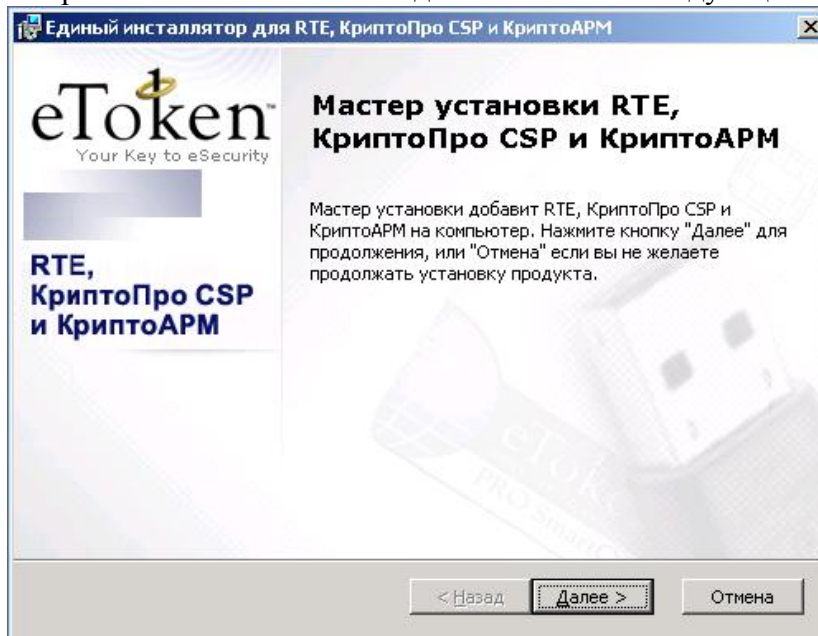 Единый инсталлятор для RTE, КриптоПро CSP и КриптоАРМ
eToken
Your Key to eSecurity
RTE,
КриптоПро CSP
и КриптоАРМ
Мастер установки RTE,
КриптоПро CSP и КриптоАРМ
Мастер установки добавит RTE, КриптоПро CSP и
КриптоАРМ на компьютер. Нажмите кнопку "Далее" для
продолжения, или "Отмена" если вы не желаете
продолжать установку продукта.
eToken
PRO
< Назад
Далее >
Отмена